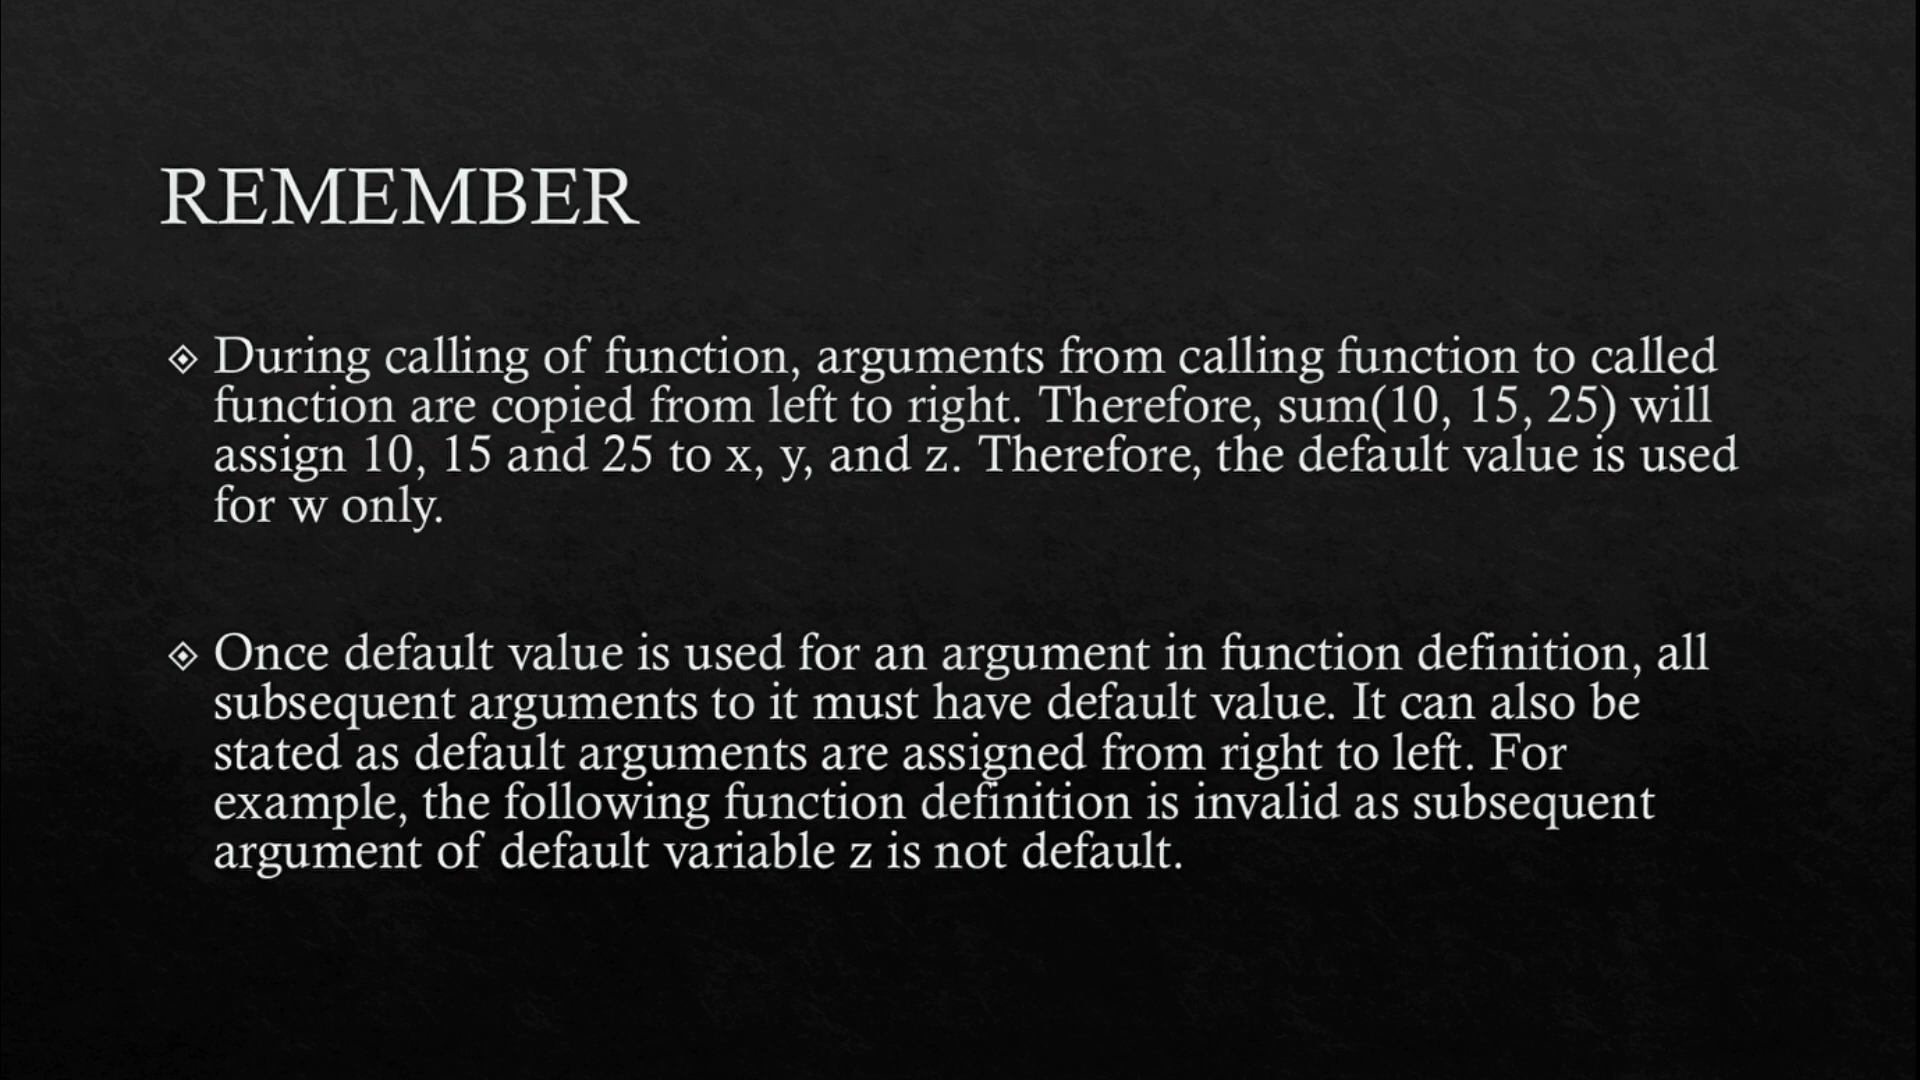 REMEMBER
During calling of function, arguments from calling function to called
function are copied from left to right. Therefore, sum(10, 15, 25) will
assign 10, 15 and 25 to x, y, and z. Therefore, the default value is used
for w only.
Once default value is used for an argument in function definition, all
subsequent arguments to it must have default value. It can also be
stated as default arguments are assigned from right to left. For
example, the following function definition is invalid as subsequent
argument of default variable z is not default.